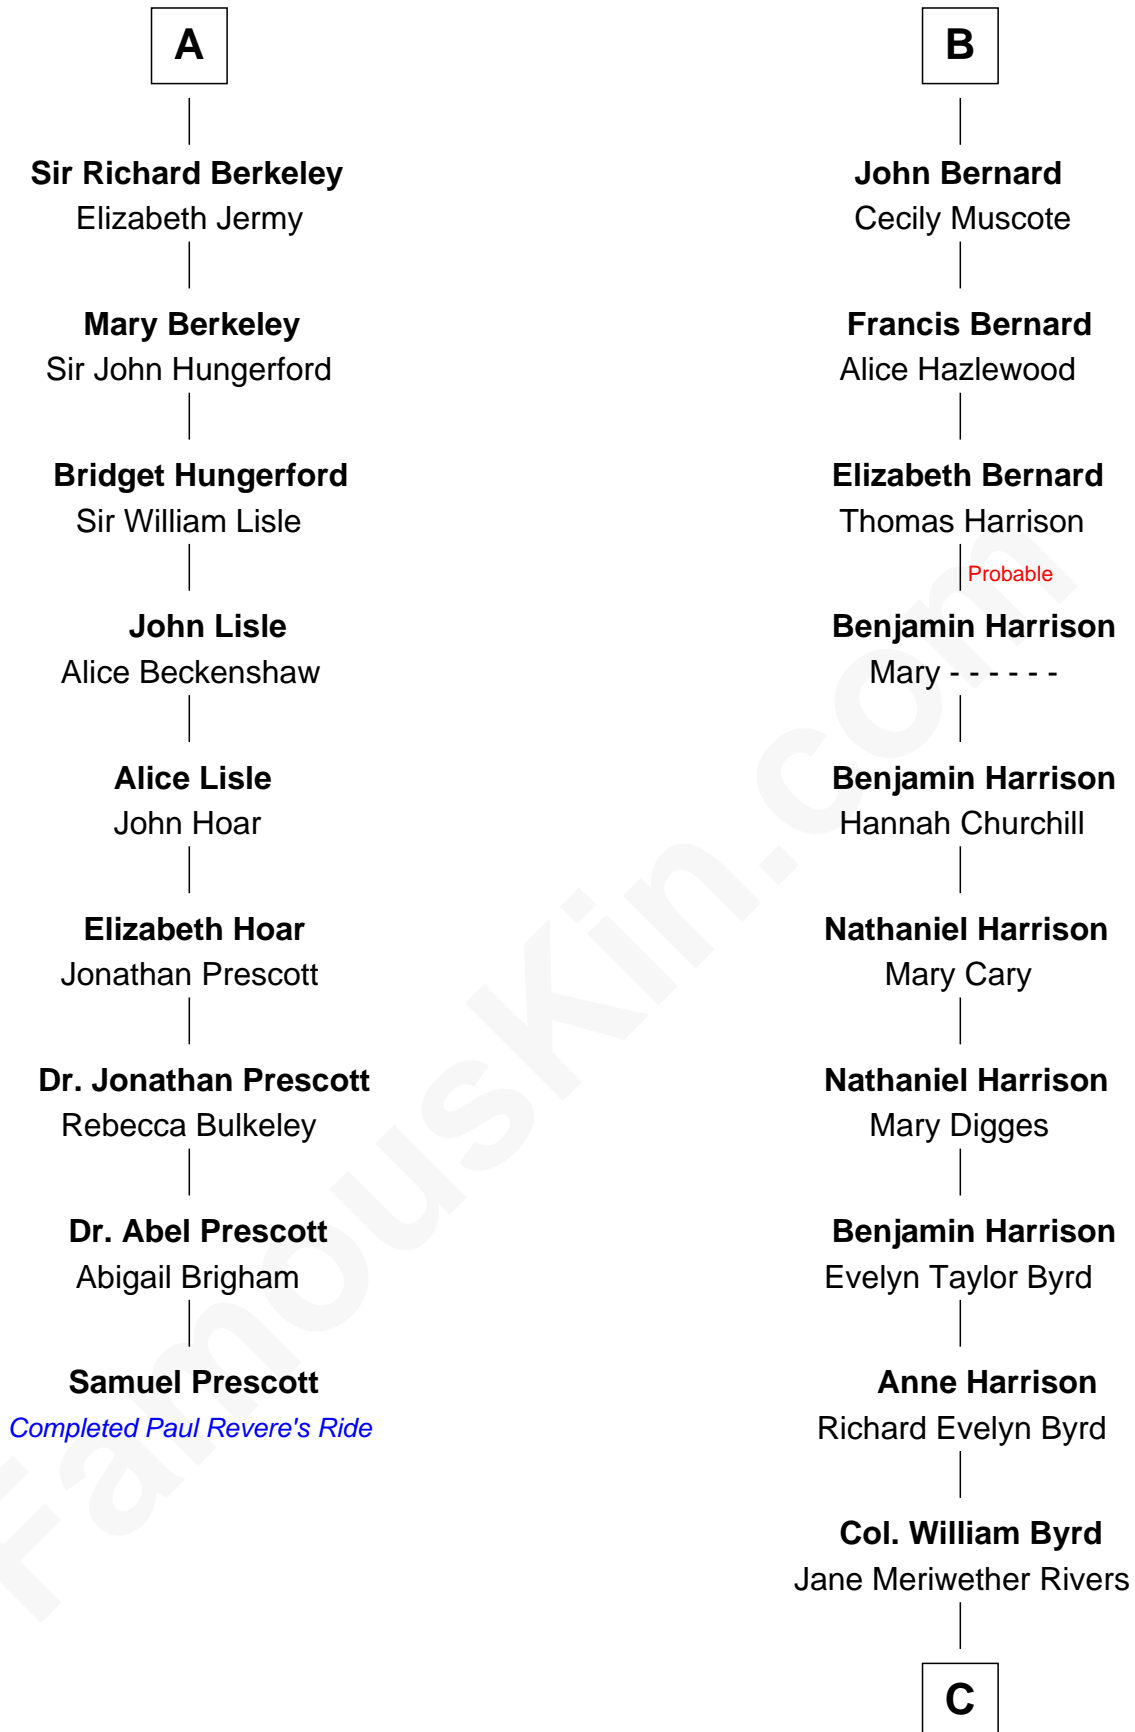 A
Sir Richard Berkeley
Elizabeth Jermy
Mary Berkeley
Sir John Hungerford
Bridget Hungerford
Sir William Lisle
John Lisle
Alice Beckenshaw
Alice Lisle
John Hoar
Elizabeth Hoar
Jonathan Prescott
Dr. Jonathan Prescott
Rebecca Bulkeley
Dr. Abel Prescott
Abigail Brigham
Samuel Prescott
Completed Paul Revere's Ride
B
John Bernard
Cecily Muscote
Francis Bernard
Alice Hazlewood
Elizabeth Bernard
Thomas Harrison
Probable
Benjamin Harrison
Mary - - - - - -
Benjamin Harrison
Hannah Churchill
Nathaniel Harrison
Mary Cary
Nathaniel Harrison
Mary Digges
Benjamin Harrison
Evelyn Taylor Byrd
Anne Harrison
Richard Evelyn Byrd
Col. William Byrd
Jane Meriwether Rivers
C
FamousKin.com